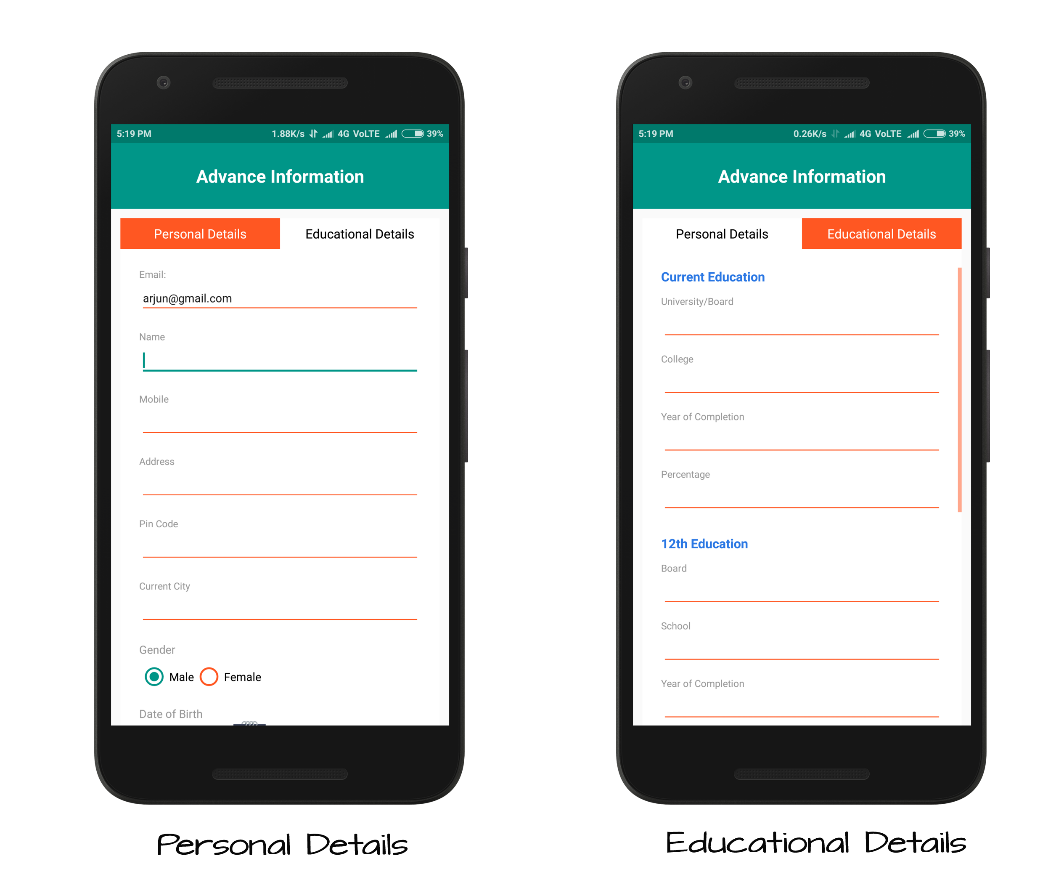 5:19 PM 1.88K/s 4G VoLTE 39%
Advance Information
Personal Details Educational Details
Email:
arjun@gmail.com
Name
Mobile
Address
Pin Code
Current City
Gender
Male Female
Date of Birth
Personal Details
5:19 PM 0.26K/s 4G VoLTE 39%
Advance Information
Personal Details Educational Details
Current Education
University/Board
College
Year of Completion
Percentage
12th Education
Board
School
Year of Completion
Educational Details